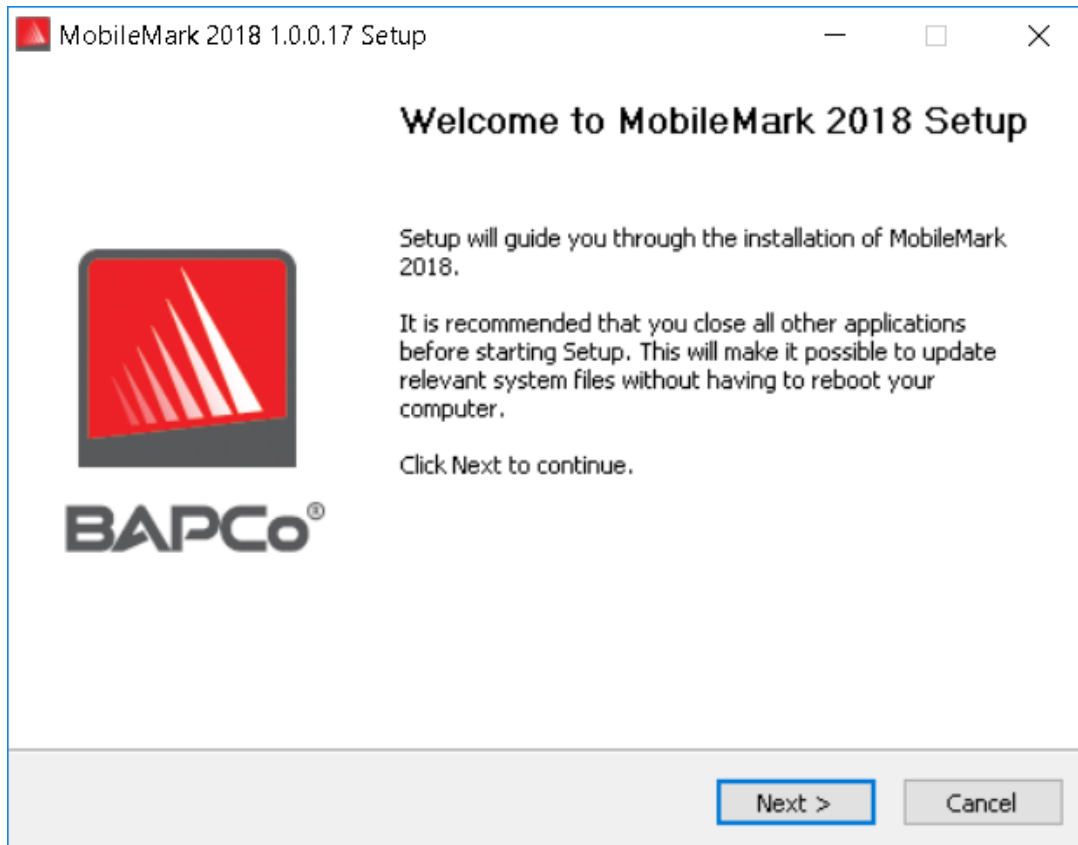 MobileMark 2018 1.0.0.17 Setup
Welcome to MobileMark 2018 Setup
Setup will guide you through the installation of MobileMark
2018.
It is recommended that you close all other applications
before starting Setup. This will make it possible to update
relevant system files without having to reboot your
computer.
Click Next to continue.
BAPCo®
Next >
Cancel